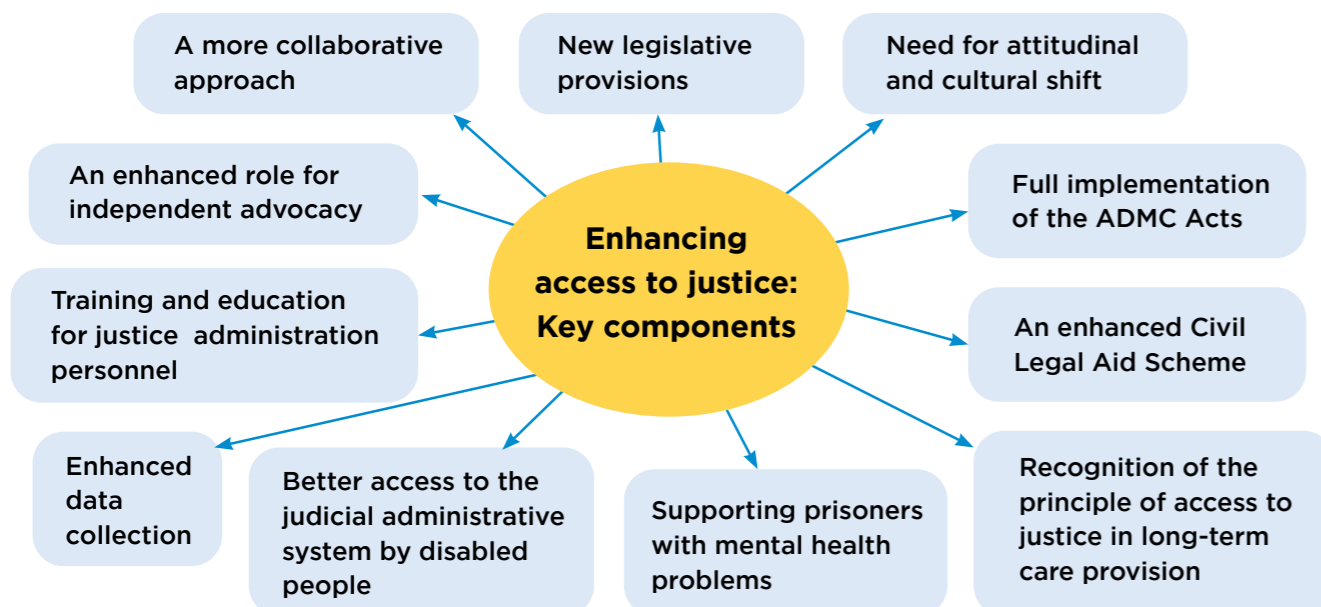 A more collaborative
approach
New legislative
provisions
Need for attitudinal
and cultural shift
An enhanced role for
independent advocacy
Full implementation
of the ADMC Acts
Enhancing
access to justice:
Key components
Training and education
for justice administration
personnel
An enhanced Civil
Legal Aid Scheme
Enhanced
data
collection
Better access to the
judicial administrative
system by disabled
people
Supporting prisoners
with mental health
problems
Recognition of the
principle of access to
justice in long-term
care provision